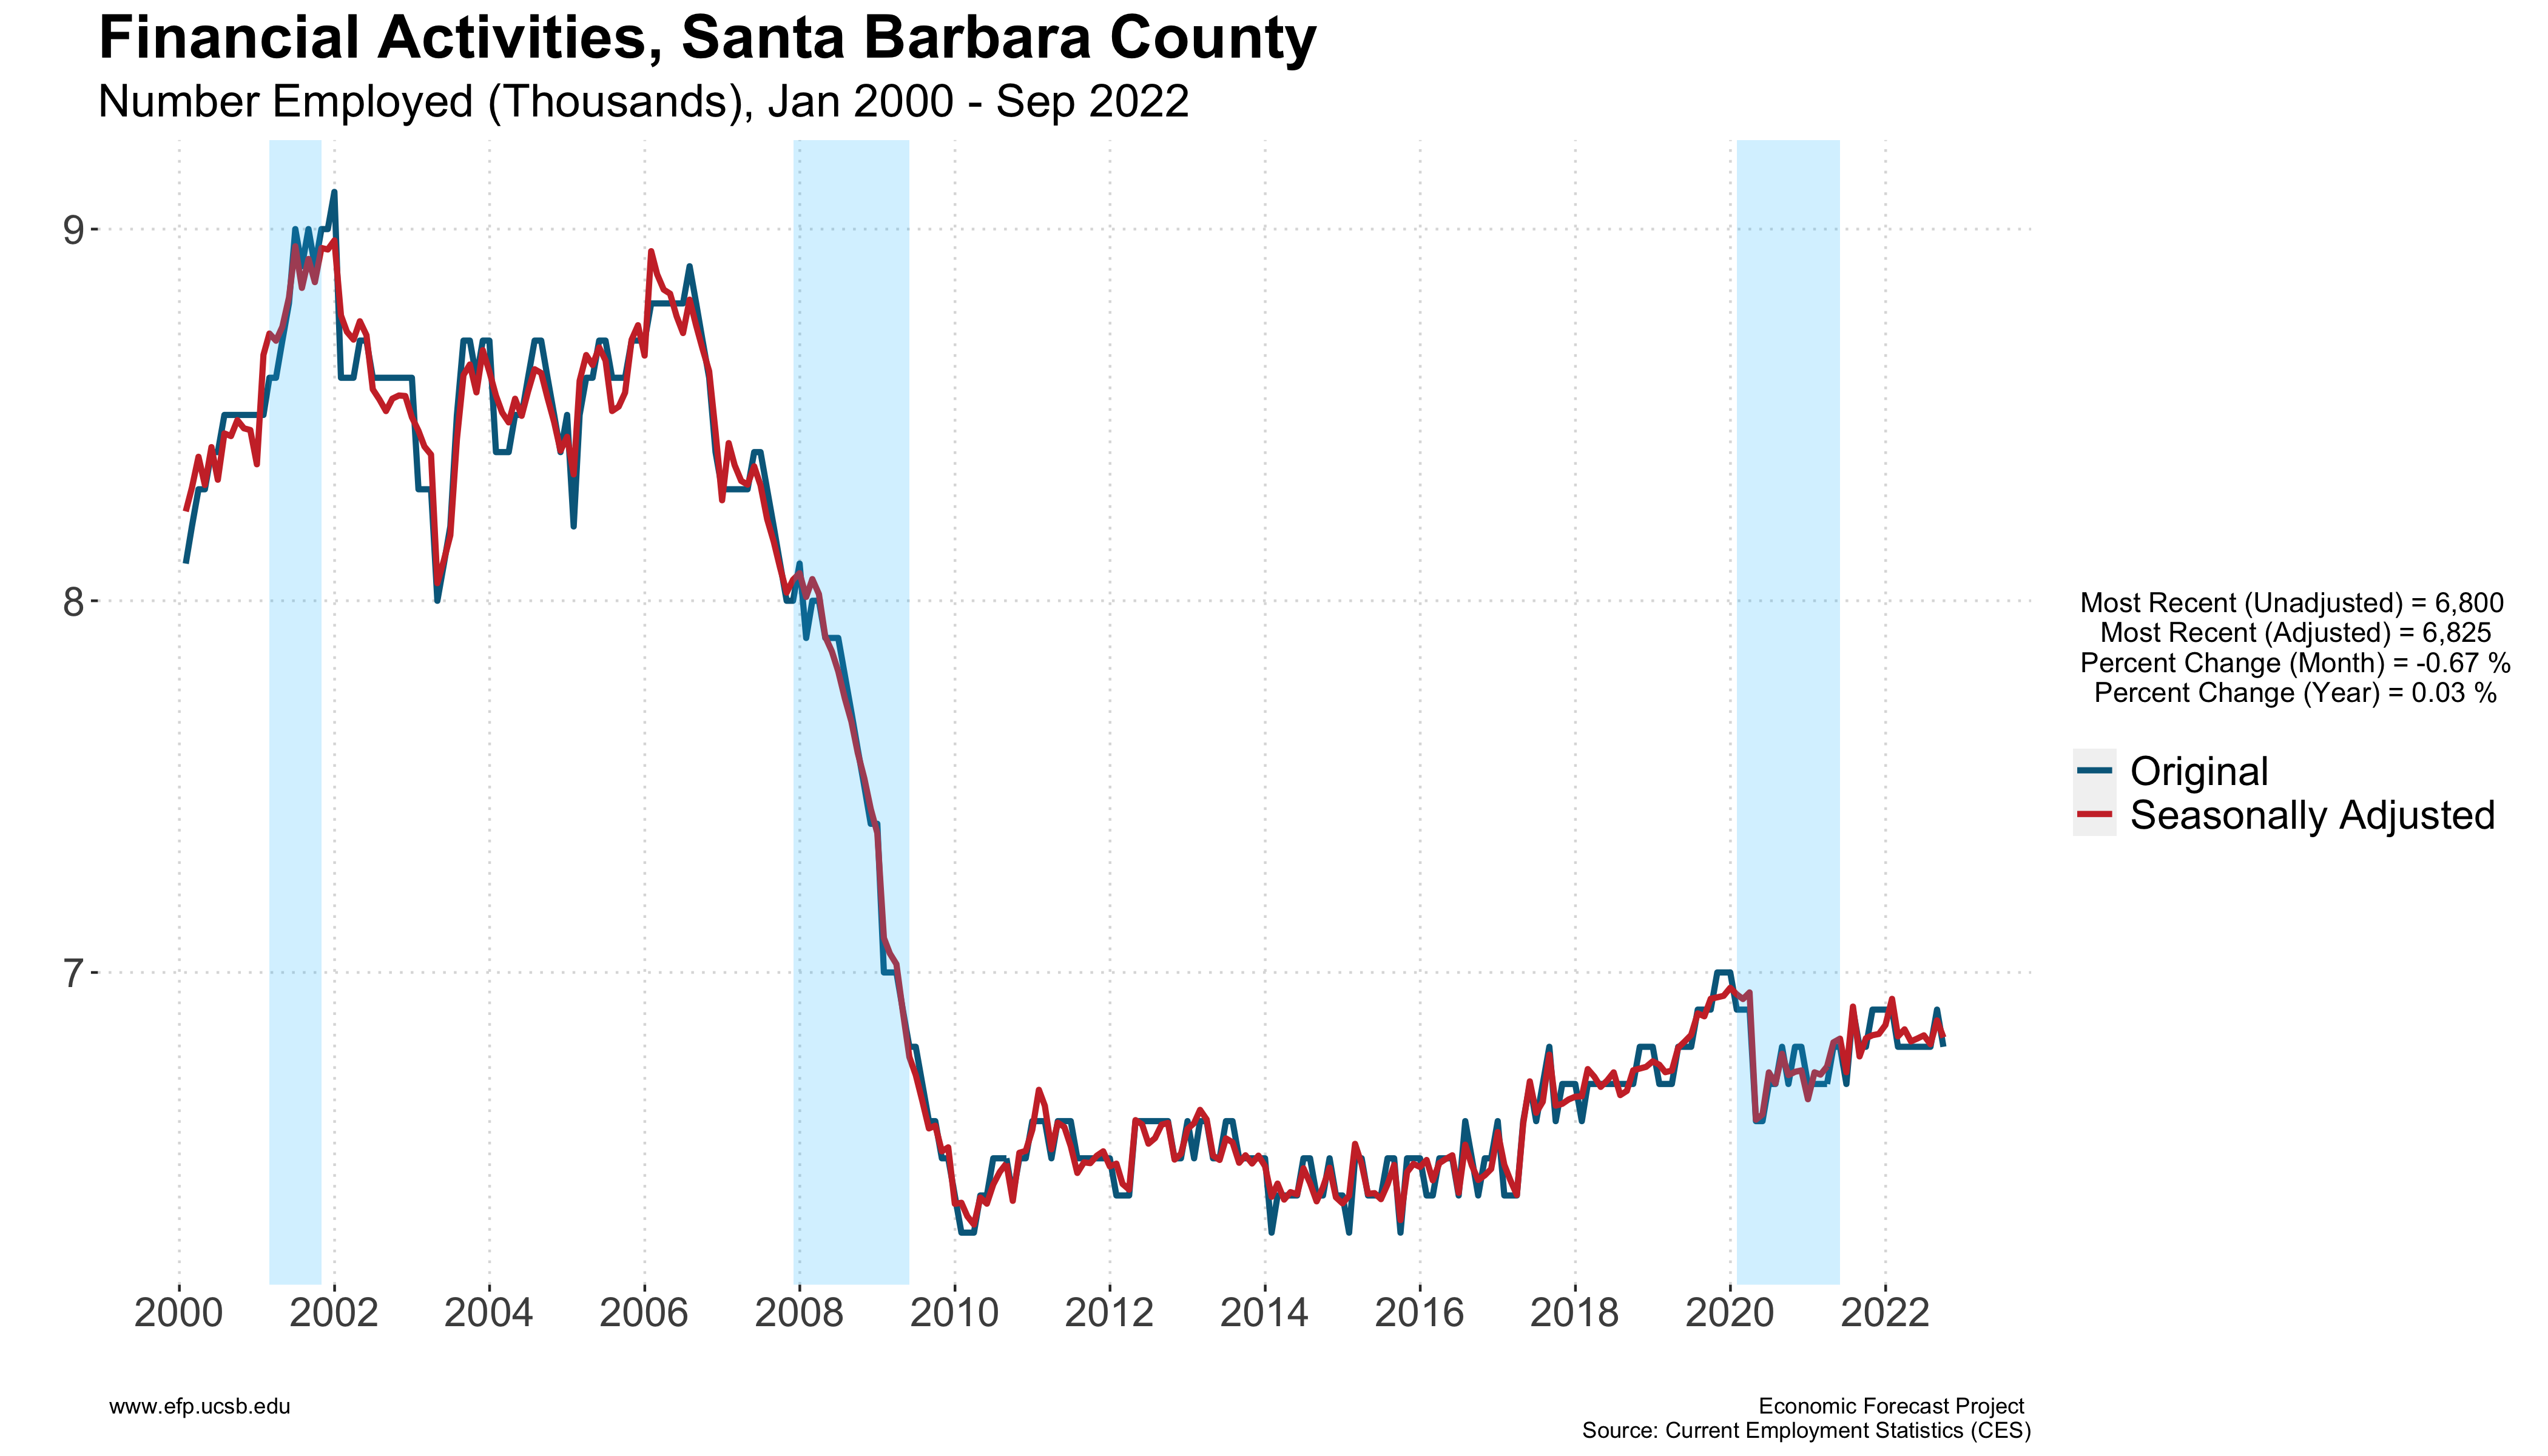 Financial Activities, Santa Barbara County
Number Employed (Thousands), Jan 2000 - Sep 2022
9
8
7
2000 2002 2004 2006 2008 2010 2012 2014 2016 2018 2020 2022
Most Recent (Unadjusted) = 6,800
Most Recent (Adjusted) = 6,825
Percent Change (Month) = -0.67 %
Percent Change (Year) = 0.03 %
Original
Seasonally Adjusted
www.efp.ucsb.edu
Economic Forecast Project
Source: Current Employment Statistics (CES)